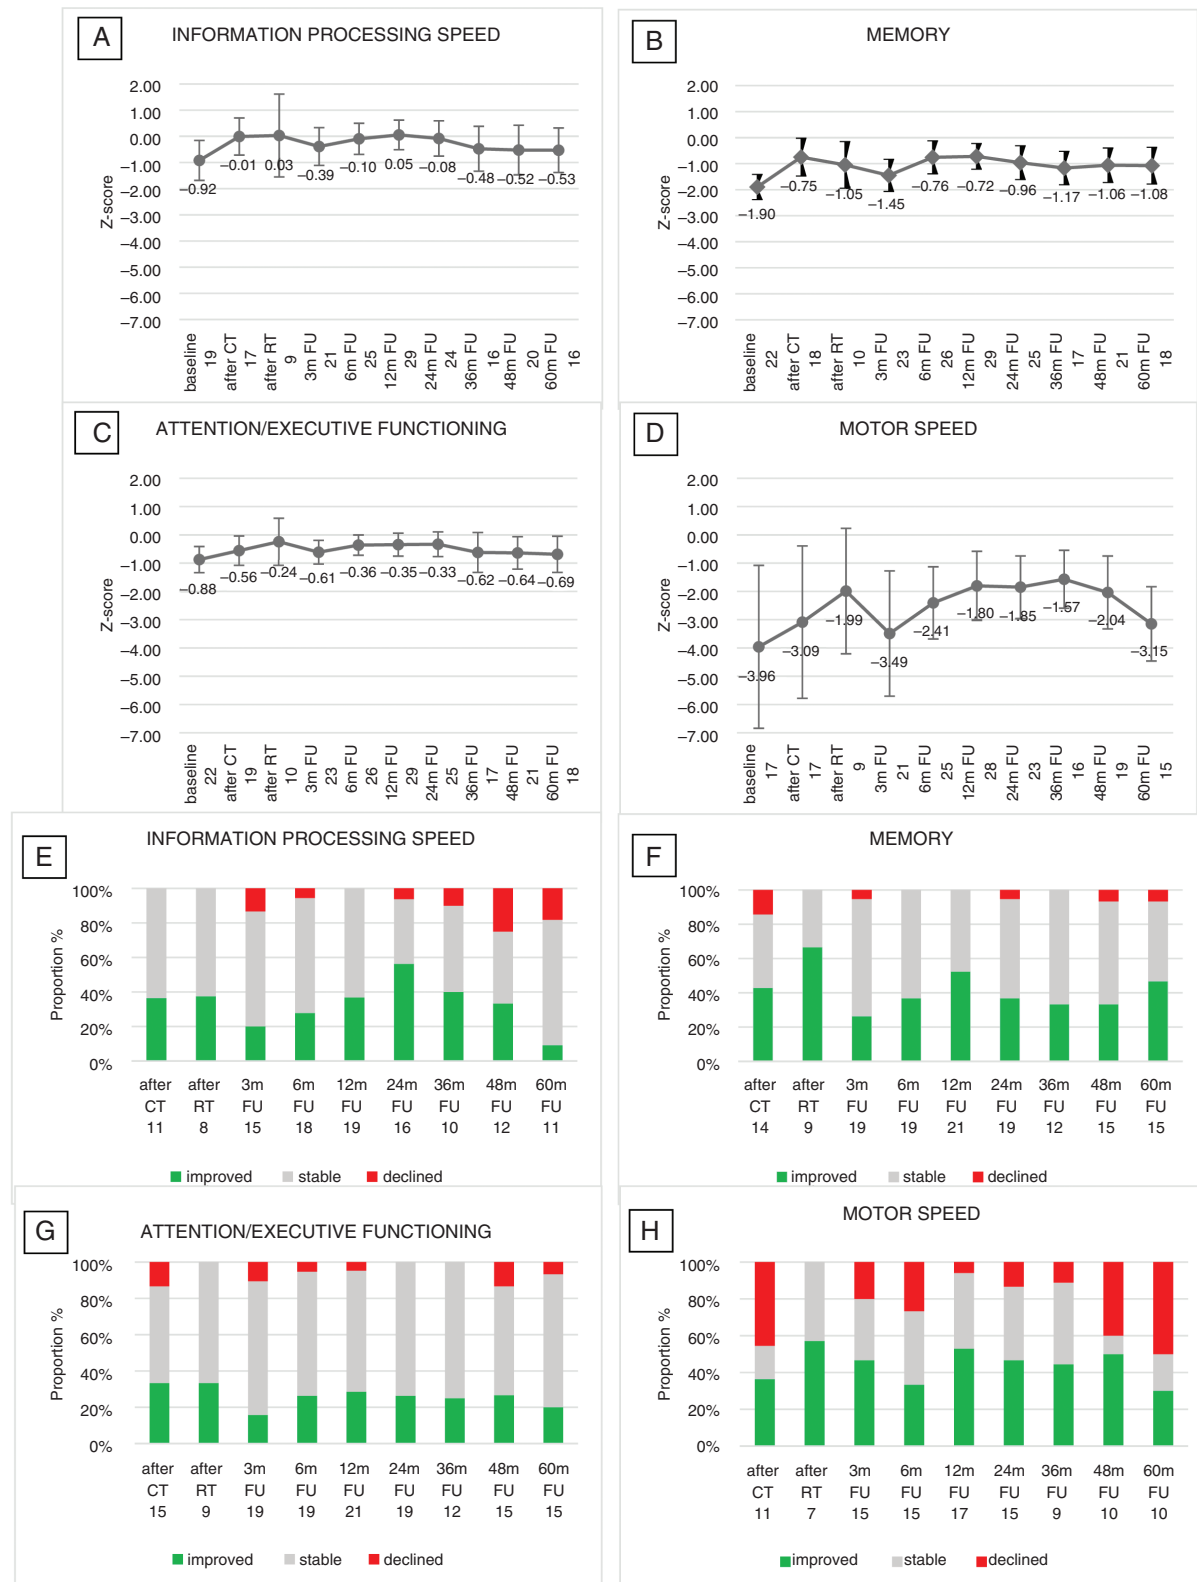 A
INFORMATION PROCESSING SPEED
Z-score
2.00
1.00
0.00
−1.00
−2.00
−3.00
−4.00
−5.00
−6.00
−7.00
−0.92
−0.01
0.03
−0.39
−0.10
0.05
−0.08
−0.48
−0.52
−0.53
baseline
19
after CT
17
after RT
9
3m FU
21
6m FU
25
12m FU
29
24m FU
24
36m FU
16
48m FU
20
60m FU
16
B
MEMORY
Z-score
2.00
1.00
0.00
−1.00
−2.00
−3.00
−4.00
−5.00
−6.00
−7.00
−1.90
−0.75
−1.05
−1.45
−0.76
−0.72
−0.96
−1.17
−1.06
−1.08
baseline
22
after CT
18
after RT
10
3m FU
23
6m FU
26
12m FU
29
24m FU
25
36m FU
17
48m FU
21
60m FU
18
C
ATTENTION/EXECUTIVE FUNCTIONING
Z-score
2.00
1.00
0.00
−1.00
−2.00
−3.00
−4.00
−5.00
−6.00
−7.00
−0.88
−0.56
−0.24
−0.61
−0.36
−0.35
−0.33
−0.62
−0.64
−0.69
baseline
22
after CT
19
after RT
10
3m FU
23
6m FU
26
12m FU
29
24m FU
25
36m FU
17
48m FU
21
60m FU
18
D
MOTOR SPEED
Z-score
2.00
1.00
0.00
−1.00
−2.00
−3.00
−4.00
−5.00
−6.00
−7.00
−3.96
−3.09
−1.99
−3.49
−2.41
−1.80
−1.85
−1.57
−2.04
−3.15
baseline
17
after CT
17
after RT
9
3m FU
21
6m FU
25
12m FU
28
24m FU
23
36m FU
16
48m FU
19
60m FU
15
E
INFORMATION PROCESSING SPEED
Proportion %
100%
80%
60%
40%
20%
0%
after after 3m 6m 12m 24m 36m 48m 60m
CT RT FU FU FU FU FU FU FU
11 8 15 18 19 16 10 12 11
improved stable declined
F
MEMORY
Proportion %
100%
80%
60%
40%
20%
0%
after after 3m 6m 12m 24m 36m 48m 60m
CT RT FU FU FU FU FU FU FU
14 9 19 19 21 19 12 15 15
improved stable declined
G
ATTENTION/EXECUTIVE FUNCTIONING
Proportion %
100%
80%
60%
40%
20%
0%
after after 3m 6m 12m 24m 36m 48m 60m
CT RT FU FU FU FU FU FU FU
15 9 19 19 21 19 12 15 15
improved stable declined
H
MOTOR SPEED
Proportion %
100%
80%
60%
40%
20%
0%
after after 3m 6m 12m 24m 36m 48m 60m
CT RT FU FU FU FU FU FU FU
11 7 15 15 17 15 9 10 10
improved stable declined